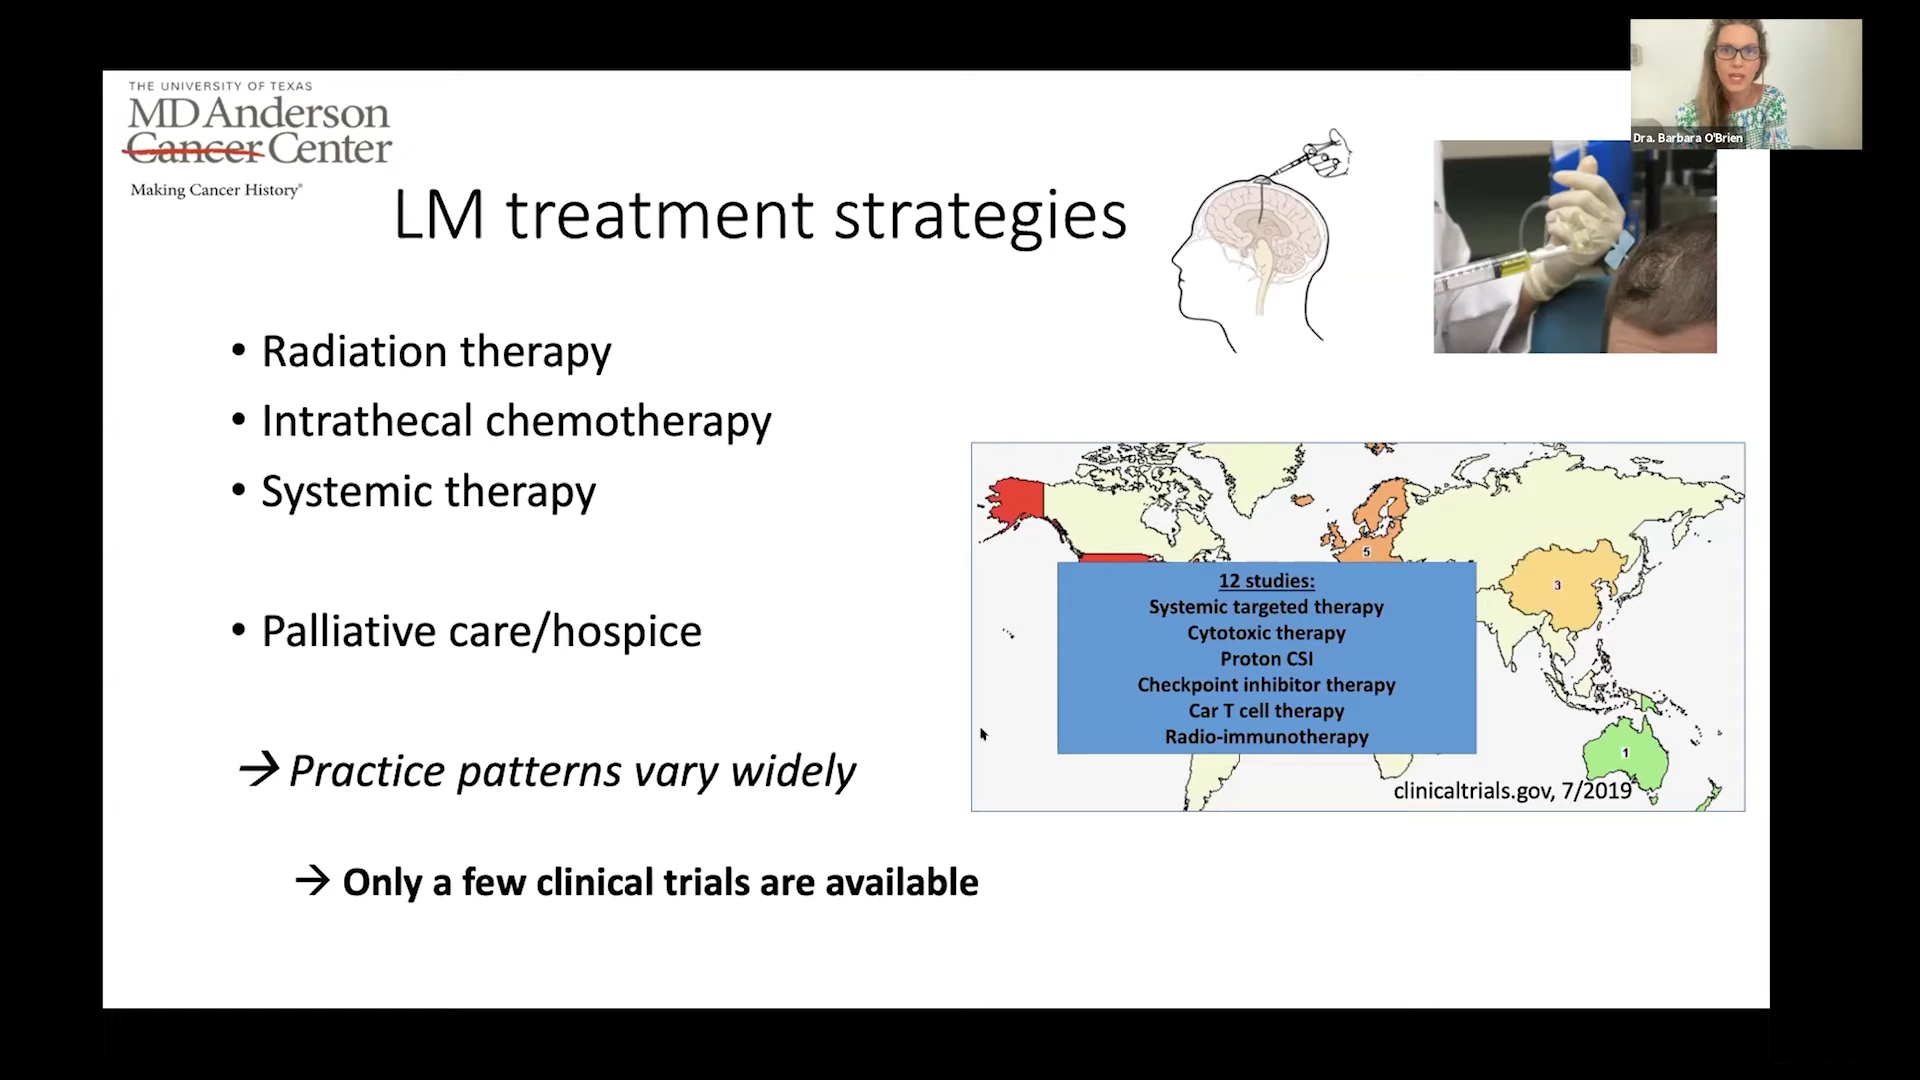 THE UNIVERSITY OF TEXAS
MD Anderson
Cancer Center
Making Cancer History®
Dra. Barbara O'Brien
LM treatment strategies
• Radiation therapy
• Intrathecal chemotherapy
• Systemic therapy
• Palliative care/hospice
→ Practice patterns vary widely
→ Only a few clinical trials are available
5
3
1
12 studies:
Systemic targeted therapy
Cytotoxic therapy
Proton CSI
Checkpoint inhibitor therapy
Car T cell therapy
Radio-immunotherapy
clinicaltrials.gov, 7/2019